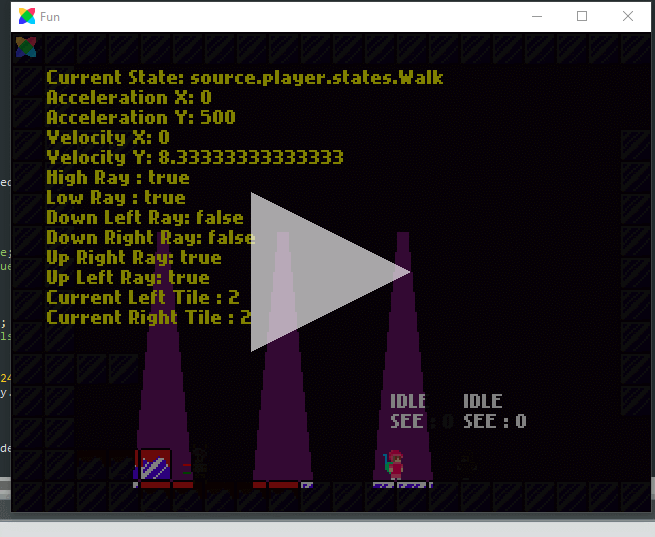 Fun
Current State: source.player.states.Walk
Acceleration X: 0
Acceleration Y: 500
Velocity X: 0
Velocity Y: 8.33333333333333
High Ray : true
Low Ray : true
Down Left Ray: false
Down Right Ray: false
Up Right Ray: true
Up Left Ray: true
Current Left Tile : 2
Current Right Tile : 2
IDLE IDLE
SEE : 0 SEE : 0